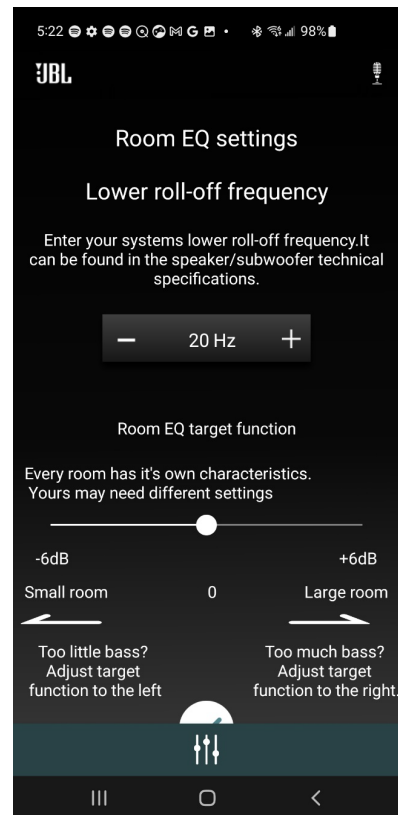 5:22 98%
JBL
Room EQ settings
Lower roll-off frequency
Enter your systems lower roll-off frequency.It
can be found in the speaker/subwoofer technical
specifications.
− 20 Hz +
Room EQ target function
Every room has it's own characteristics.
Yours may need different settings
-6dB +6dB
Small room 0 Large room
Too little bass? Too much bass?
Adjust target Adjust target
function to the left function to the right.